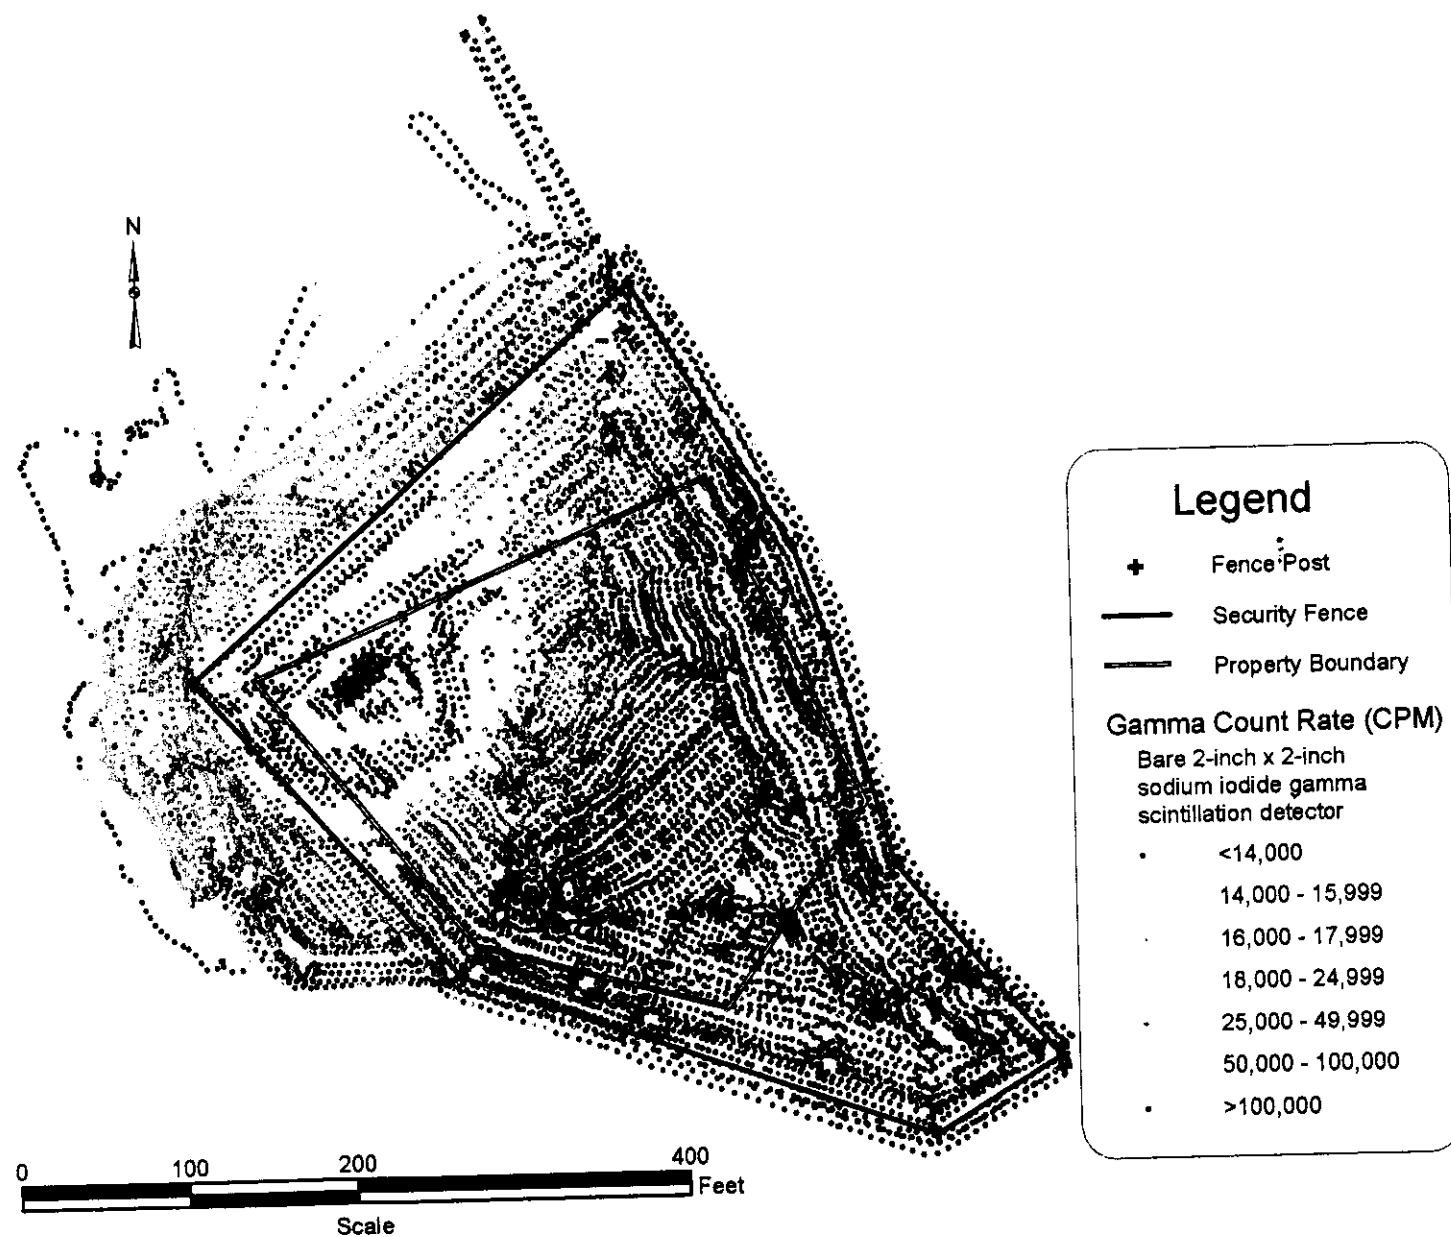 N
Legend
Fence Post
Security Fence
Property Boundary
Gamma Count Rate (CPM)
Bare 2-inch x 2-inch
sodium iodide gamma
scintillation detector
<14,000
14,000 - 15,999
16,000 - 17,999
18,000 - 24,999
25,000 - 49,999
50,000 - 100,000
>100,000
0 100 200 400
Feet
Scale